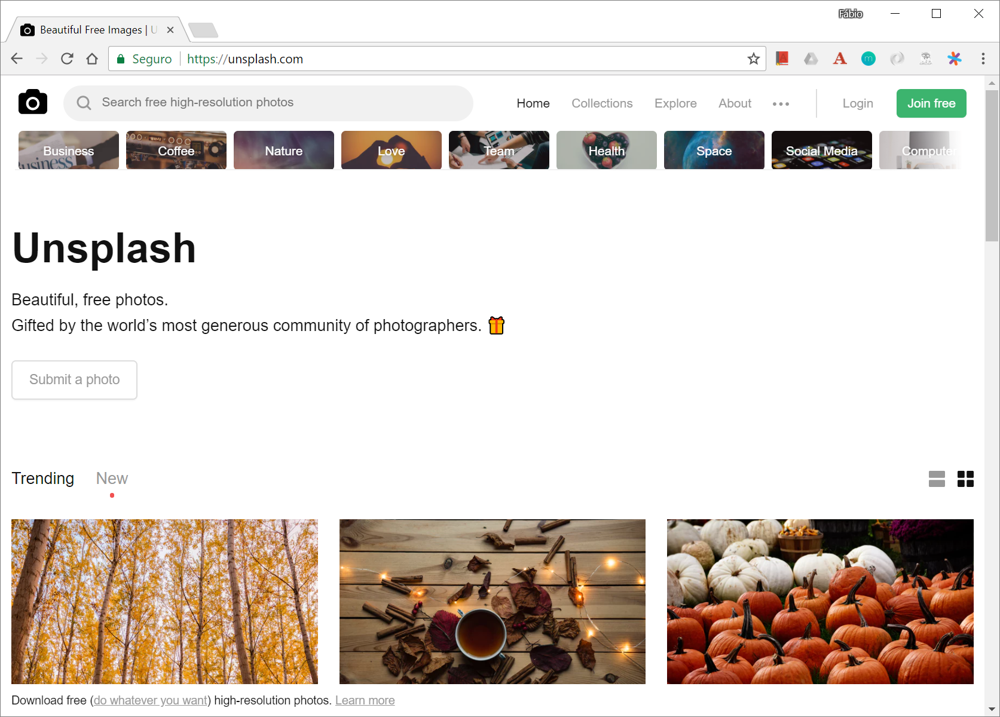 Fábio
Beautiful Free Images | U
Seguro https://unsplash.com
Search free high-resolution photos
Home Collections Explore About ••• Login Join free
Business Coffee Nature Love Team Health Space Social Media Computer
Business
Unsplash
Beautiful, free photos.
Gifted by the world’s most generous community of photographers. 🎁
Submit a photo
Trending New
Download free (do whatever you want) high-resolution photos. Learn more